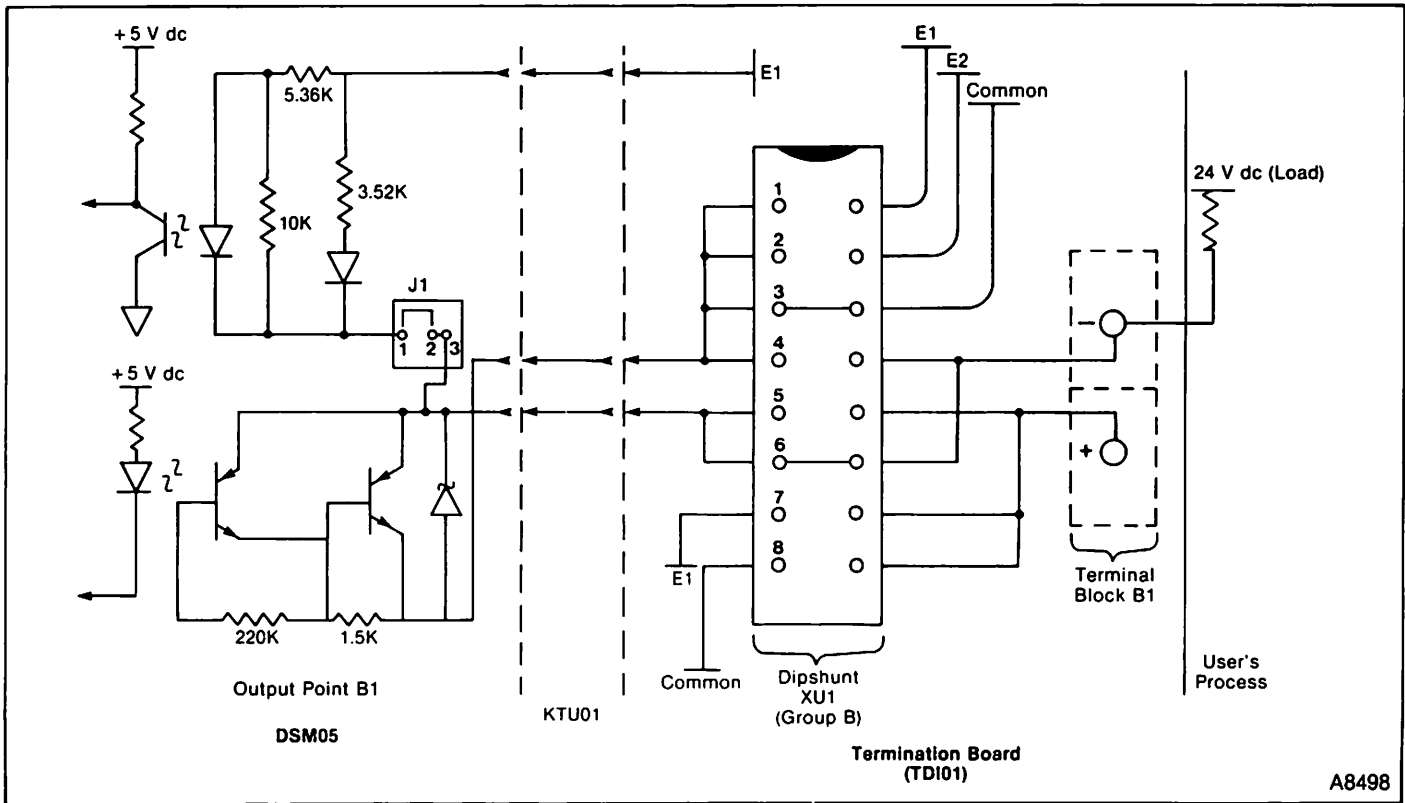 +5 V dc
5.36K
3.52K
10K
J1
1 2 3
+5 V dc
220K
1.5K
Output Point B1
DSM05
KTU01
E1
E1
E2
Common
1
2
3
4
5
6
7
8
E1
Common
Dipshunt
XU1
(Group B)
Termination Board
(TDI01)
24 V dc (Load)
−
+
Terminal
Block B1
User's
Process
A8498